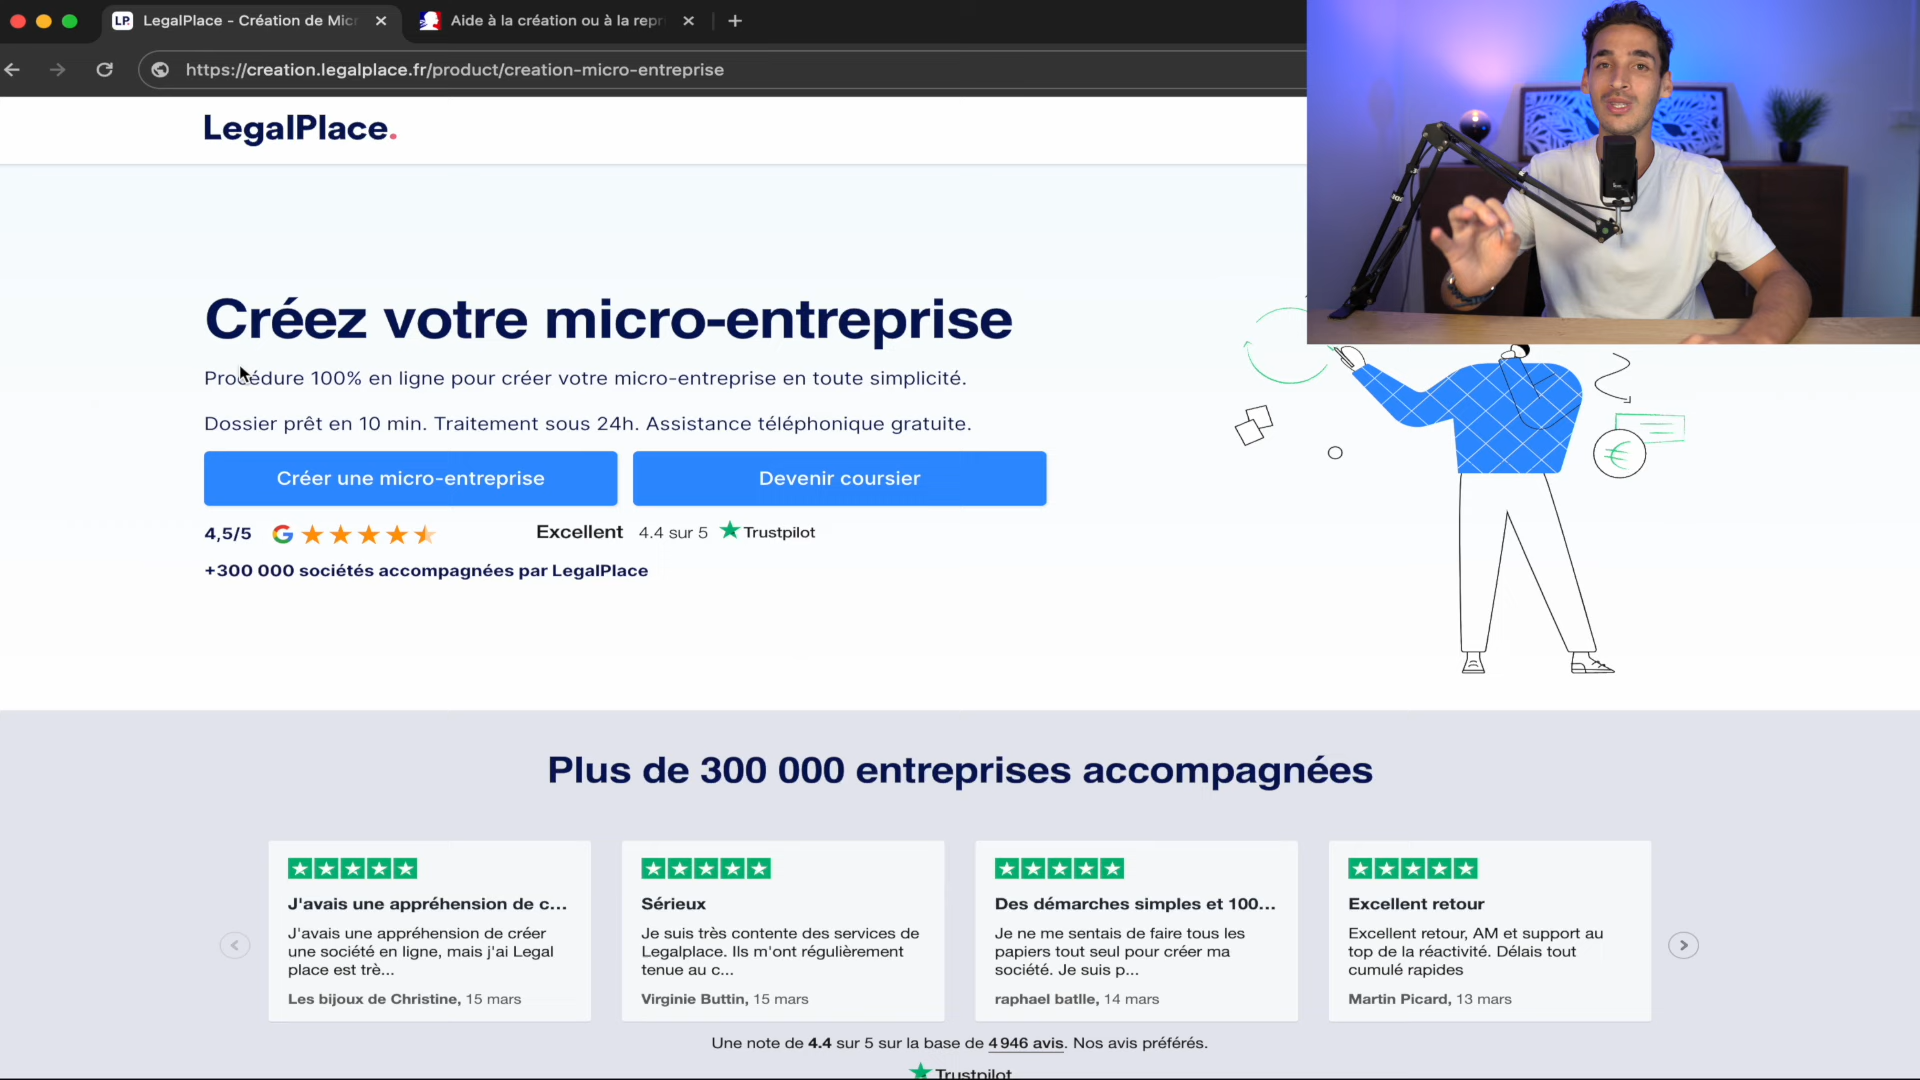 LP. LegalPlace - Création de Mic
Aide à la création ou à la repr
https://creation.legalplace.fr/product/creation-micro-entreprise
LegalPlace.
Créez votre micro-entreprise
Procédure 100% en ligne pour créer votre micro-entreprise en toute simplicité.
Dossier prêt en 10 min. Traitement sous 24h. Assistance téléphonique gratuite.
Créer une micro-entreprise
Devenir coursier
4,5/5
Excellent 4.4 sur 5 Trustpilot
+300 000 sociétés accompagnées par LegalPlace
Plus de 300 000 entreprises accompagnées
J'avais une appréhension de c...
J'avais une appréhension de créer
une société en ligne, mais j'ai Legal
place est trè...
Les bijoux de Christine, 15 mars
Sérieux
Je suis très contente des services de
Legalplace. Ils m'ont régulièrement
tenue au c...
Virginie Buttin, 15 mars
Des démarches simples et 100...
Je ne me sentais de faire tous les
papiers tout seul pour créer ma
société. Je suis p...
raphael batlle, 14 mars
Excellent retour
Excellent retour, AM et support au
top de la réactivité. Délais tout
cumulé rapides
Martin Picard, 13 mars
Une note de 4.4 sur 5 sur la base de 4 946 avis. Nos avis préférés.
Trustpilot